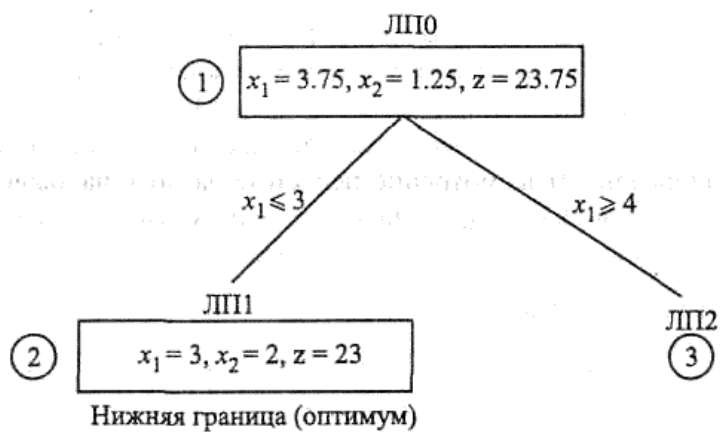 ЛП0
1
x₁ = 3.75, x₂ = 1.25, z = 23.75
x₁ ⩽ 3
x₁ ⩾ 4
ЛП1
ЛП2
2
x₁ = 3, x₂ = 2, z = 23
3
Нижняя граница (оптимум)